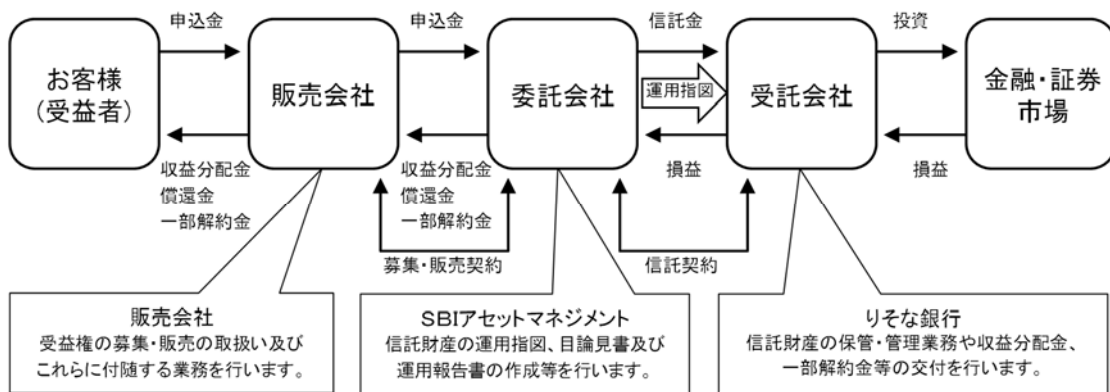 申込金
申込金
信託金
投資
お客様
(受益者)
販売会社
委託会社
運用指図
受託会社
金融・証券
市場
収益分配金
償還金
一部解約金
収益分配金
償還金
一部解約金
損益
損益
募集・販売契約
信託契約
販売会社
受益権の募集・販売の取扱い及び
これらに付随する業務を行います。
SBIアセットマネジメント
信託財産の運用指図、目論見書及び
運用報告書の作成等を行います。
りそな銀行
信託財産の保管・管理業務や収益分配金、
一部解約金等の交付を行います。